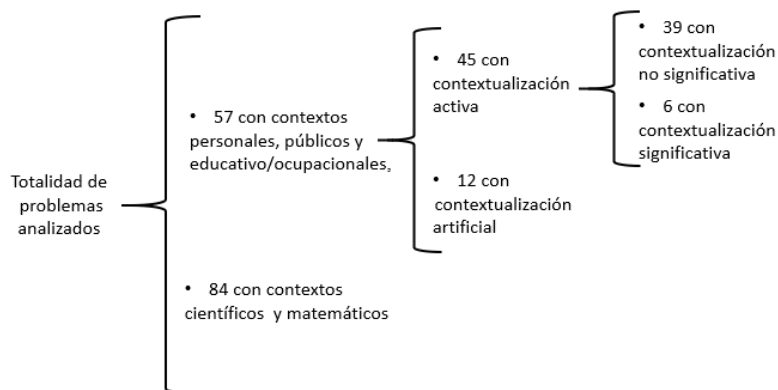 Totalidad de
problemas
analizados
• 57 con contextos
personales, públicos y
educativo/ocupacionales,
• 84 con contextos
científicos y matemáticos
• 45 con
contextualización
activa
• 12 con
contextualización
artificial
• 39 con
contextualización
no significativa
• 6 con
contextualización
significativa